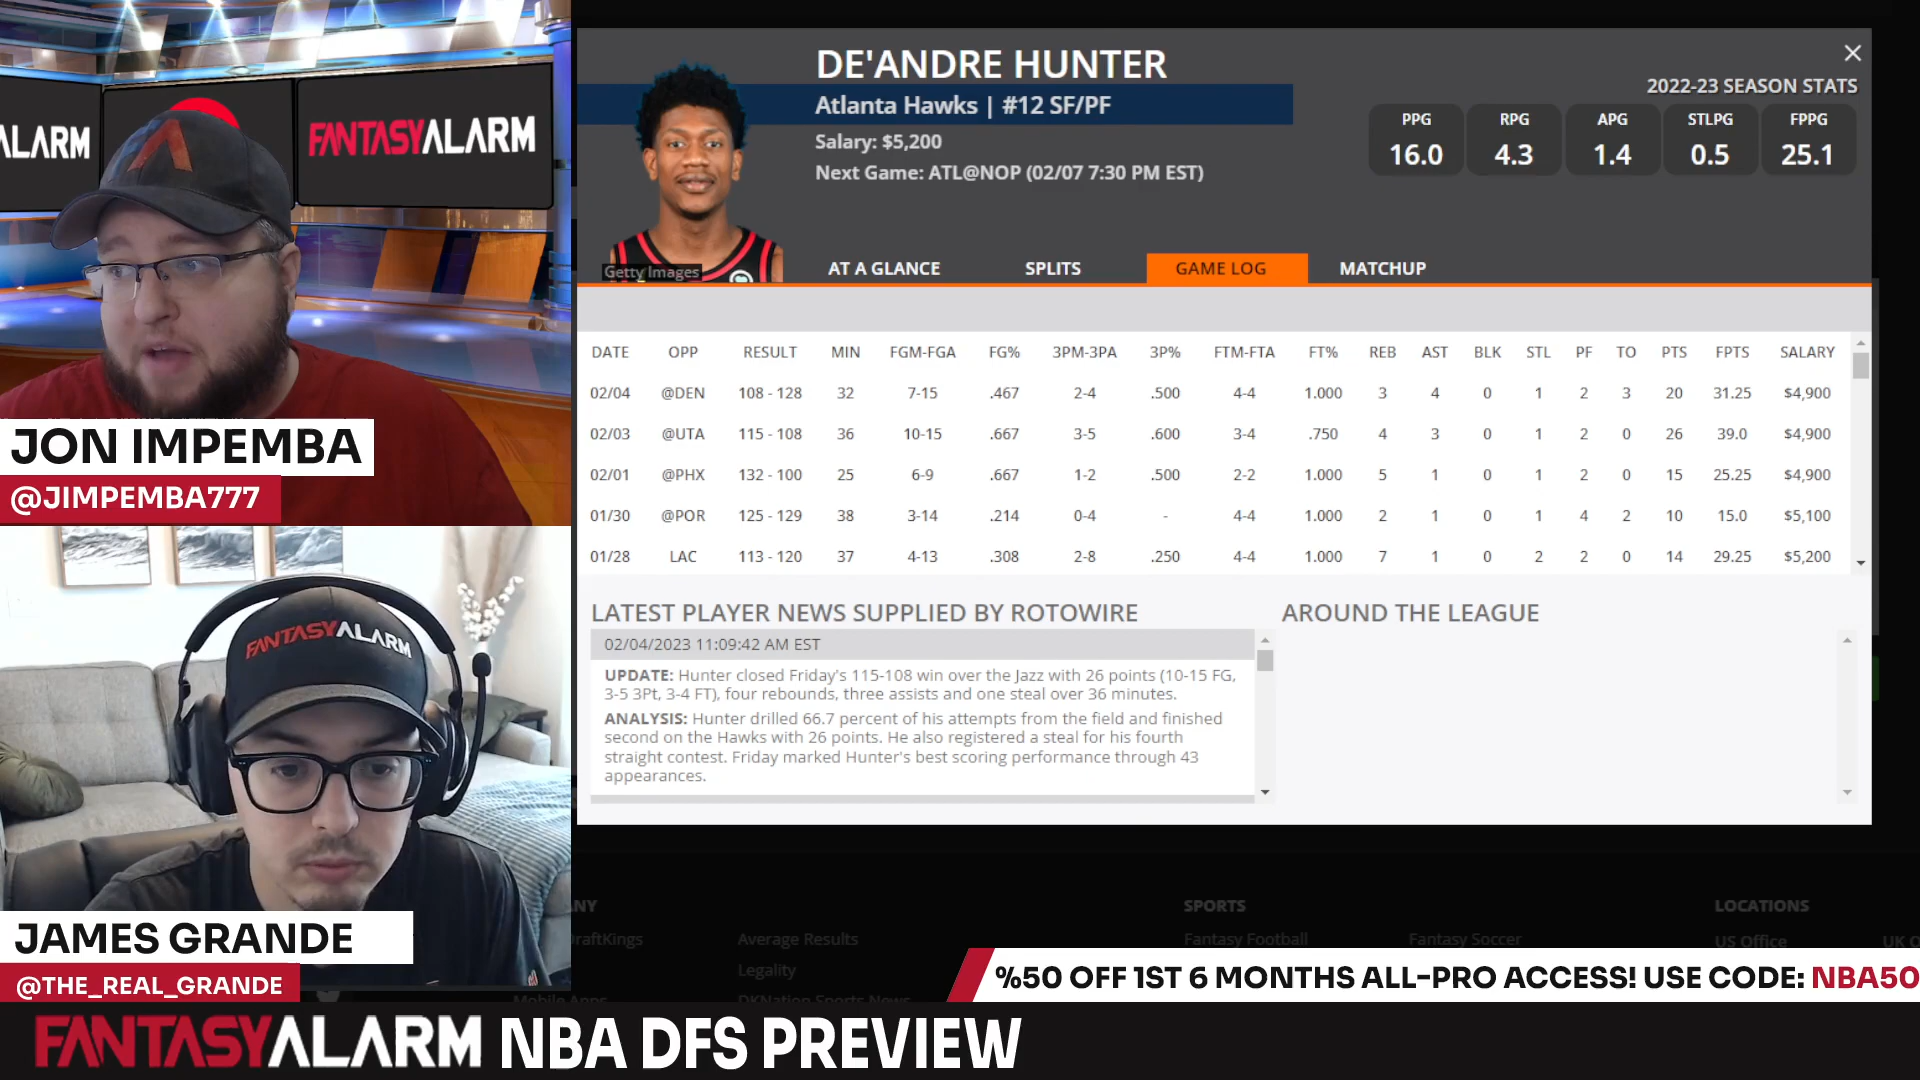 ALARM
FANTASYALARM
JON IMPEMBA
@JIMPEMBA777
FANTASYALARM
JAMES GRANDE
@THE_REAL_GRANDE
DE'ANDRE HUNTER
Atlanta Hawks | #12 SF/PF
Salary: $5,200
Next Game: ATL@NOP (02/07 7:30 PM EST)
Getty Images
2022-23 SEASON STATS
PPG RPG APG STLPG FPPG
16.0 4.3 1.4 0.5 25.1
AT A GLANCE SPLITS GAME LOG MATCHUP
DATE OPP RESULT MIN FGM-FGA FG% 3PM-3PA 3P% FTM-FTA FT% REB AST BLK STL PF TO PTS FPTS SALARY
02/04 @DEN 108 - 128 32 7-15 .467 2-4 .500 4-4 1.000 3 4 0 1 2 3 20 31.25 $4,900
02/03 @UTA 115 - 108 36 10-15 .667 3-5 .600 3-4 .750 4 3 0 1 2 0 26 39.0 $4,900
02/01 @PHX 132 - 100 25 6-9 .667 1-2 .500 2-2 1.000 5 1 0 1 2 0 15 25.25 $4,900
01/30 @POR 125 - 129 38 3-14 .214 0-4 - 4-4 1.000 2 1 0 1 4 2 10 15.0 $5,100
01/28 LAC 113 - 120 37 4-13 .308 2-8 .250 4-4 1.000 7 1 0 2 2 0 14 29.25 $5,200
LATEST PLAYER NEWS SUPPLIED BY ROTOWIRE
02/04/2023 11:09:42 AM EST
UPDATE: Hunter closed Friday's 115-108 win over the Jazz with 26 points (10-15 FG,
3-5 3Pt, 3-4 FT), four rebounds, three assists and one steal over 36 minutes.
ANALYSIS: Hunter drilled 66.7 percent of his attempts from the field and finished
second on the Hawks with 26 points. He also registered a steal for his fourth
straight contest. Friday marked Hunter's best scoring performance through 43
appearances.
AROUND THE LEAGUE
NY SPORTS LOCATIONS
DraftKings Average Results Fantasy Football Fantasy Soccer US Office UK O
Legality
Mobile Apps DKNation Sports News
%50 OFF 1ST 6 MONTHS ALL-PRO ACCESS! USE CODE: NBA50
FANTASYALARM NBA DFS PREVIEW